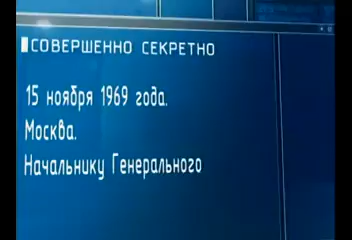 СОВЕРШЕННО СЕКРЕТНО
15 ноября 1969 года.
Москва.
Начальнику Генерального